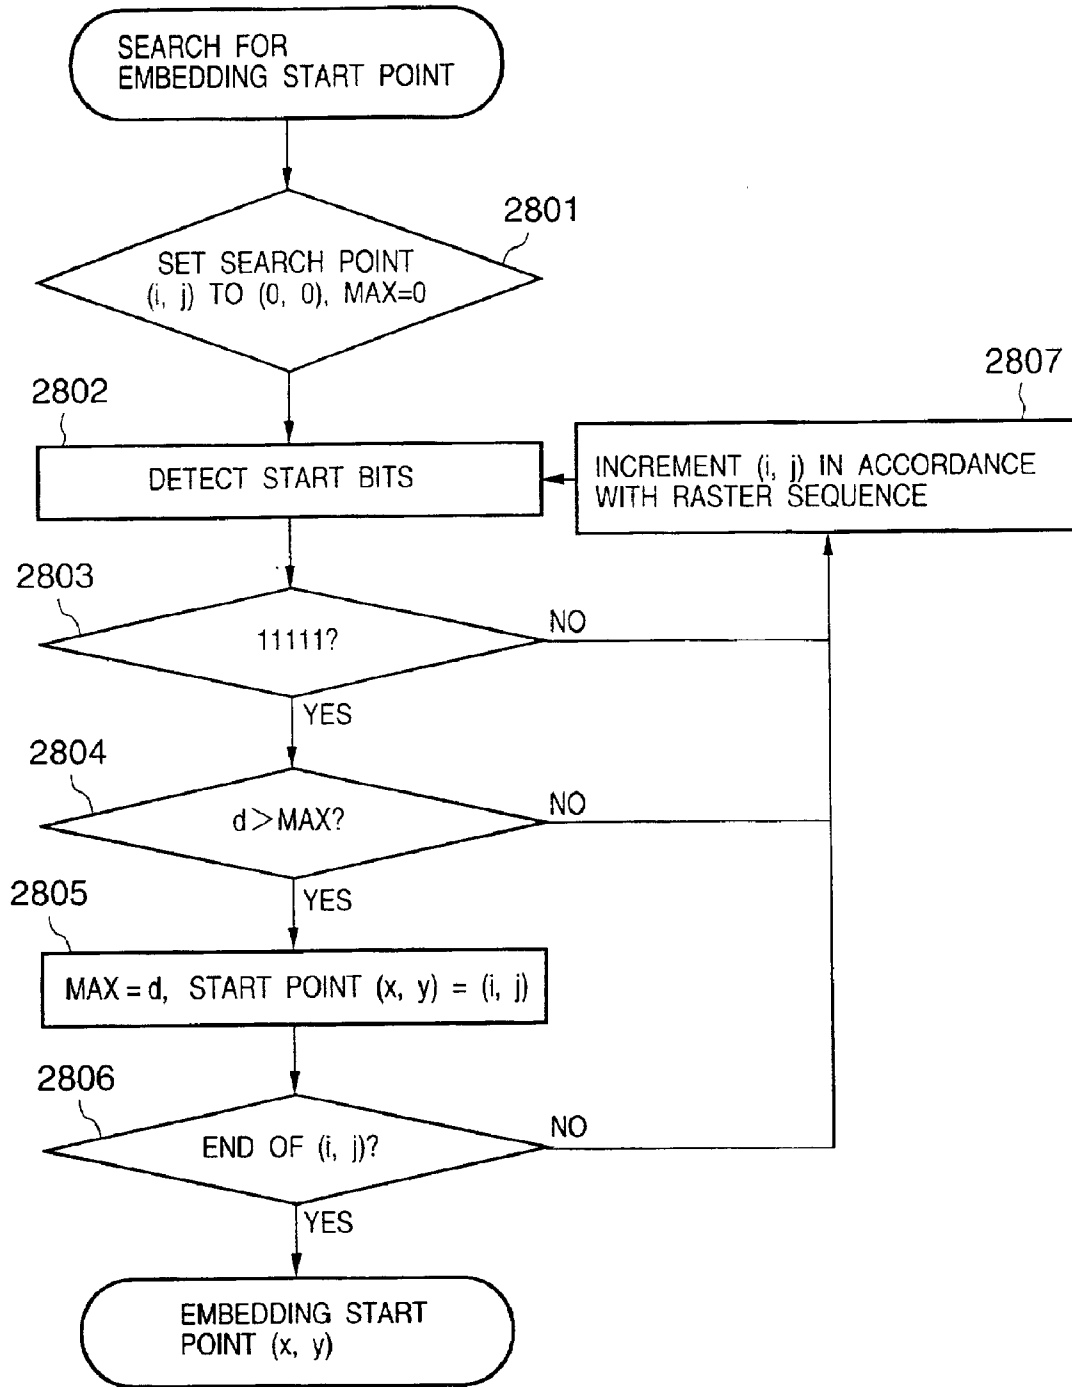 SEARCH FOR
EMBEDDING START POINT
2801
SET SEARCH POINT
(i, j) TO (0, 0), MAX=0
2802
DETECT START BITS
2807
INCREMENT (i, j) IN ACCORDANCE
WITH RASTER SEQUENCE
2803
11111?
NO
YES
2804
d>MAX?
NO
YES
2805
MAX=d, START POINT (x, y) = (i, j)
2806
END OF (i, j)?
NO
YES
EMBEDDING START
POINT (x, y)